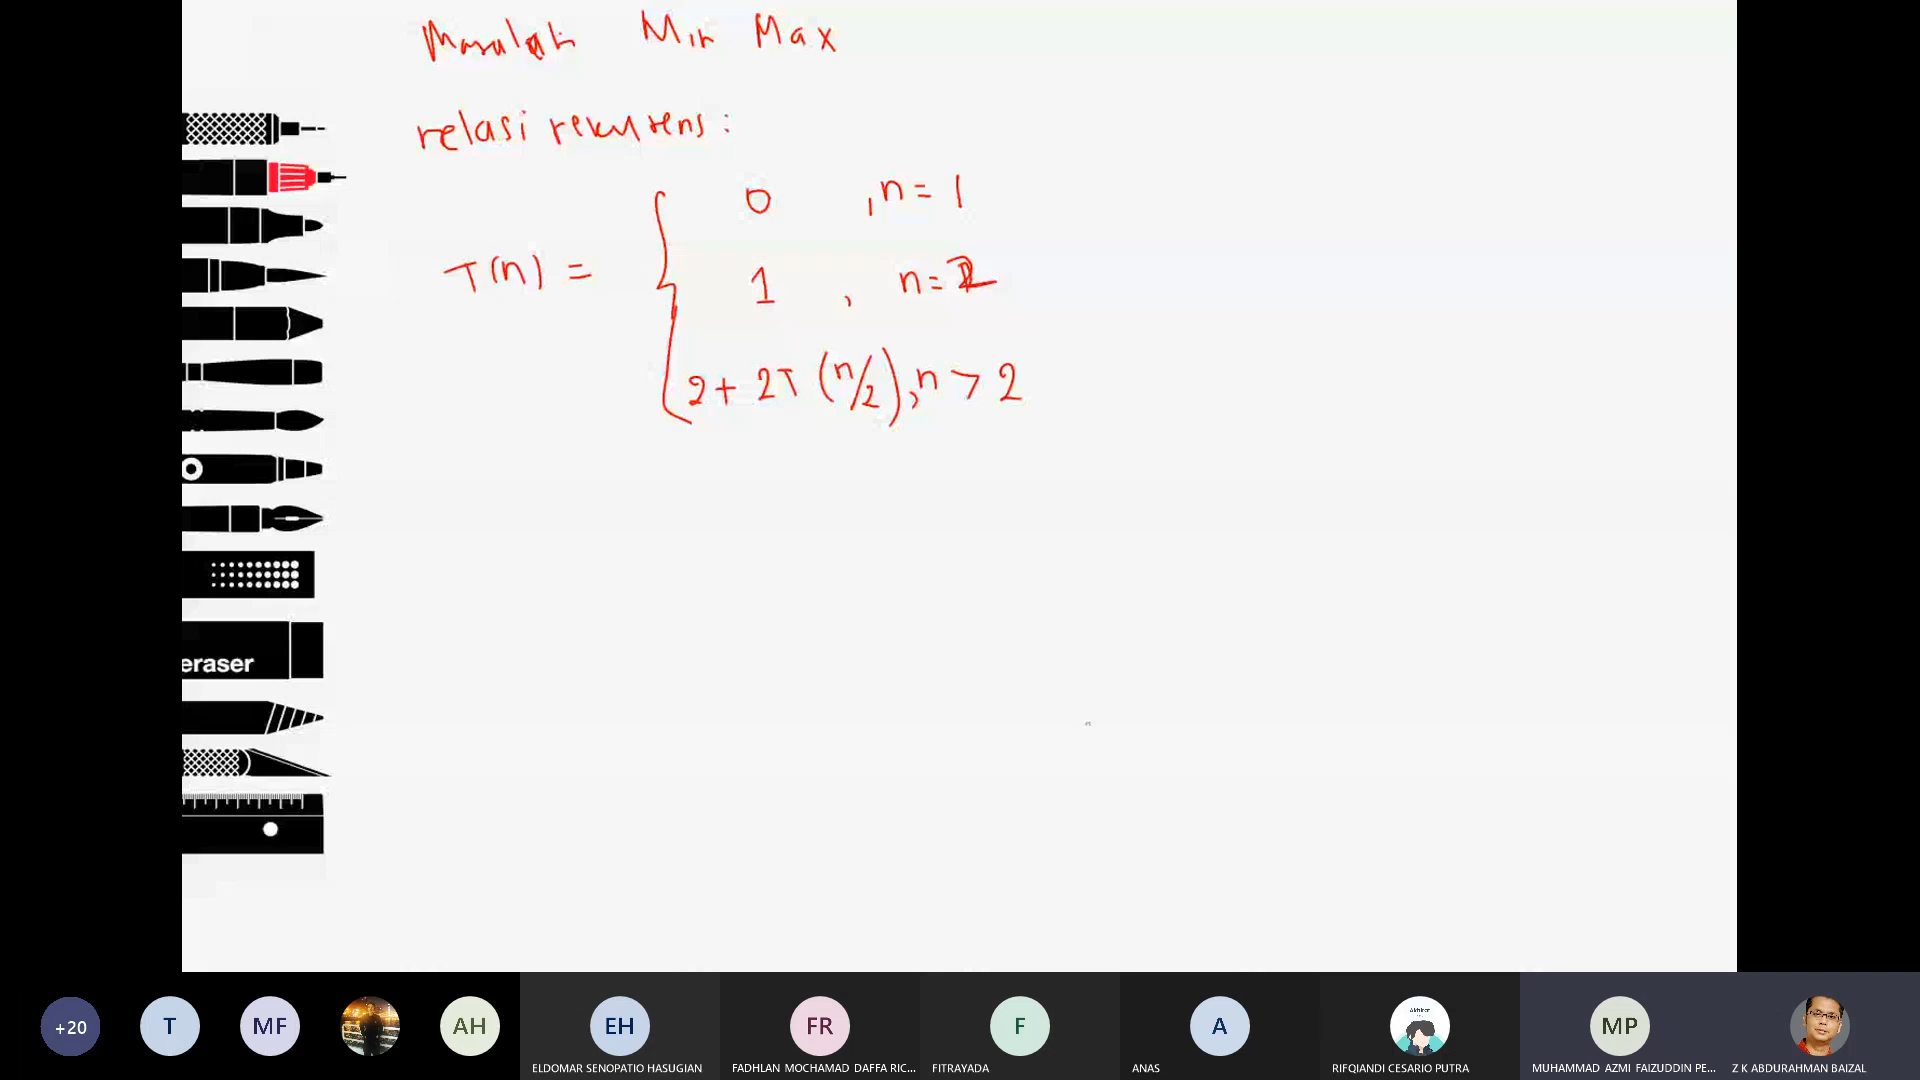 Masalah Min Max
relasi rekurens:
0 , n = 1
T(n) = 1 , n = 2
2 + 2T (n/2), n > 2
eraser
+20 T MF AH EH FR F A MP
ELDOMAR SENOPATIO HASUGIAN FADHLAN MOCHAMAD DAFFA RIC... FITRAYADA ANAS RIFQIANDI CESARIO PUTRA MUHAMMAD AZMI FAIZUDDIN PE... Z K ABDURAHMAN BAIZAL